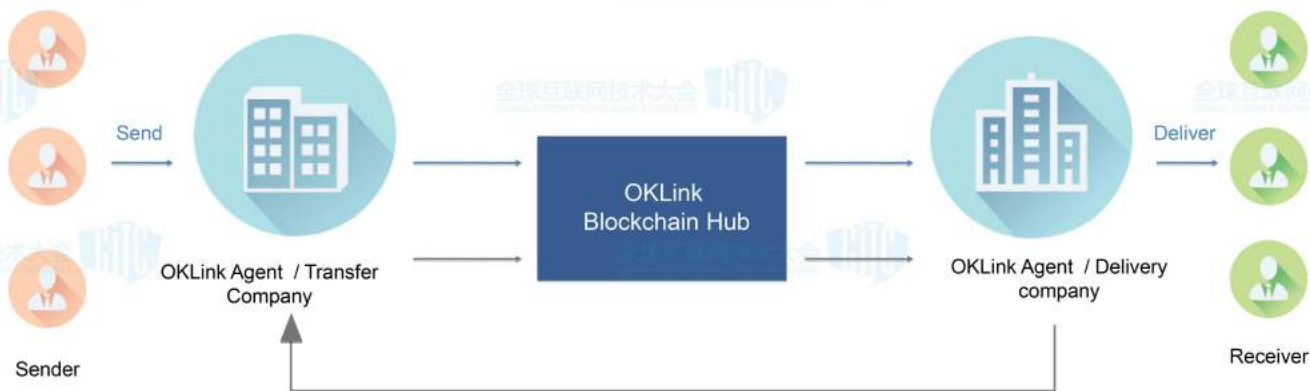 全球互联网技术大会
Send
Deliver
OKLink
Blockchain Hub
OKLink Agent / Transfer
Company
OKLink Agent / Delivery
company
Sender
Receiver